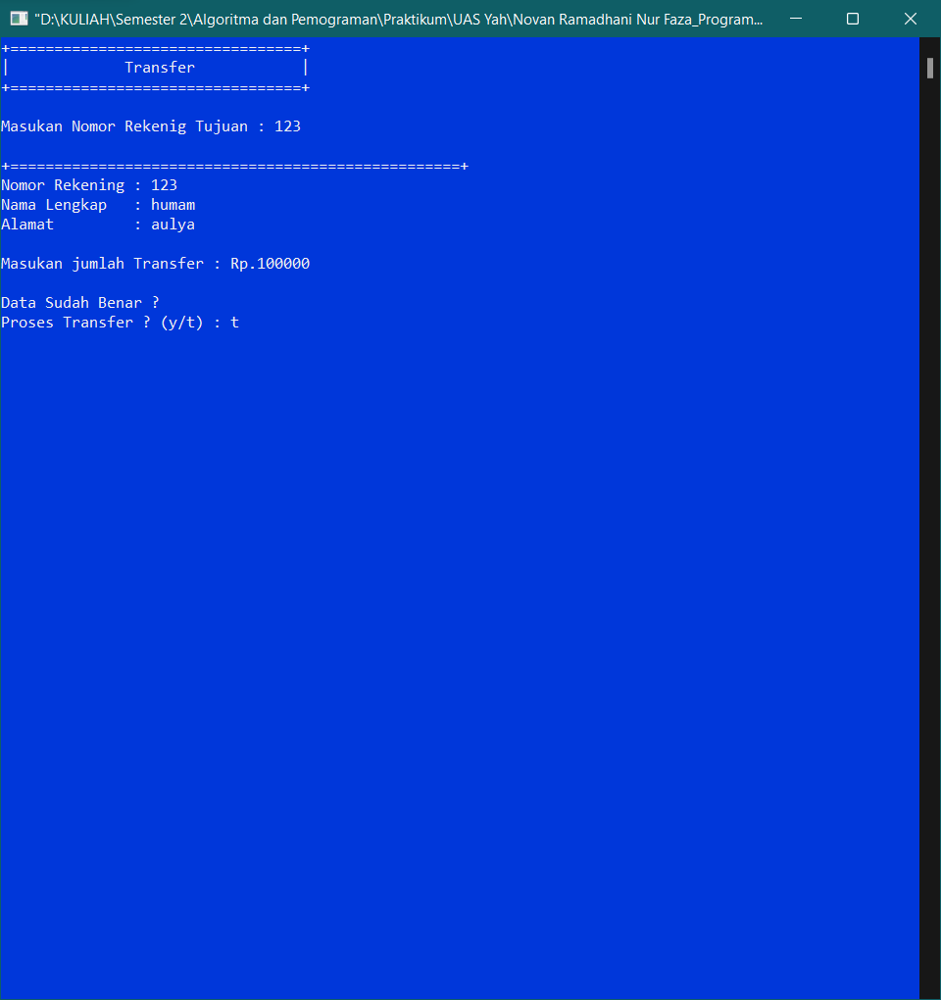 "D:\KULIAH\Semester 2\Algoritma dan Pemograman\Praktikum\UAS Yah\Novan Ramadhani Nur Faza_Program...
+=================================+
|             Transfer            |
+=================================+
Masukan Nomor Rekenig Tujuan : 123
+===================================================+
Nomor Rekening : 123
Nama Lengkap   : humam
Alamat         : aulya
Masukan jumlah Transfer : Rp.100000
Data Sudah Benar ?
Proses Transfer ? (y/t) : t